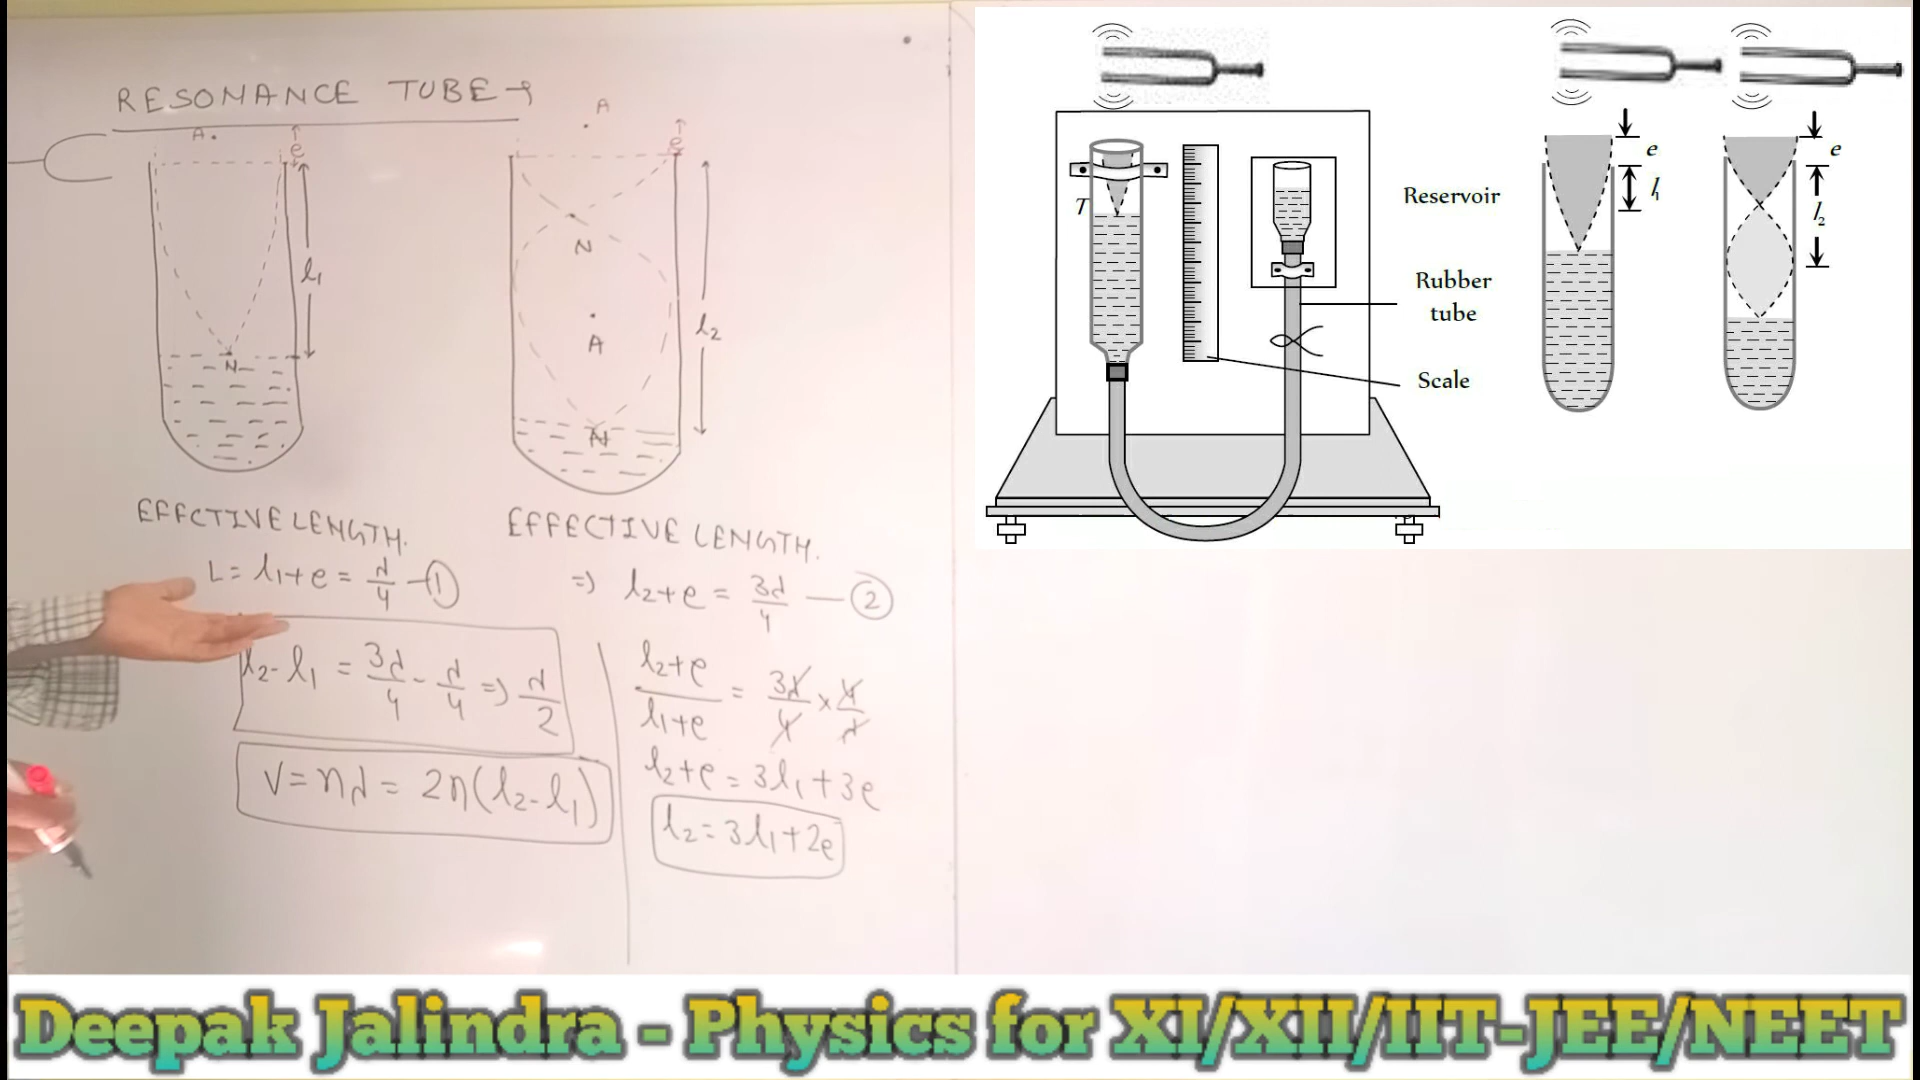 RESONANCE TUBE→
A
e
l₁
N
A
e
N
A
l₂
N
EFFCTIVE LENGTH.
L = l₁+e = λ/4 —①
l₂-l₁ = 3λ/4 - λ/4 ⇒ λ/2
V=nλ = 2n(l₂-l₁)
EFFECTIVE LENGTH.
⇒ l₂+e = 3λ/4 — ②
l₂+e/l₁+e = 3λ/4 × 4/λ
l₂+e = 3l₁+3e
l₂=3l₁+2e
T
Reservoir
Rubber
tube
Scale
e
l₁
e
l₂
Deepak Jalindra - Physics for XI/XII/IIT-JEE/NEET